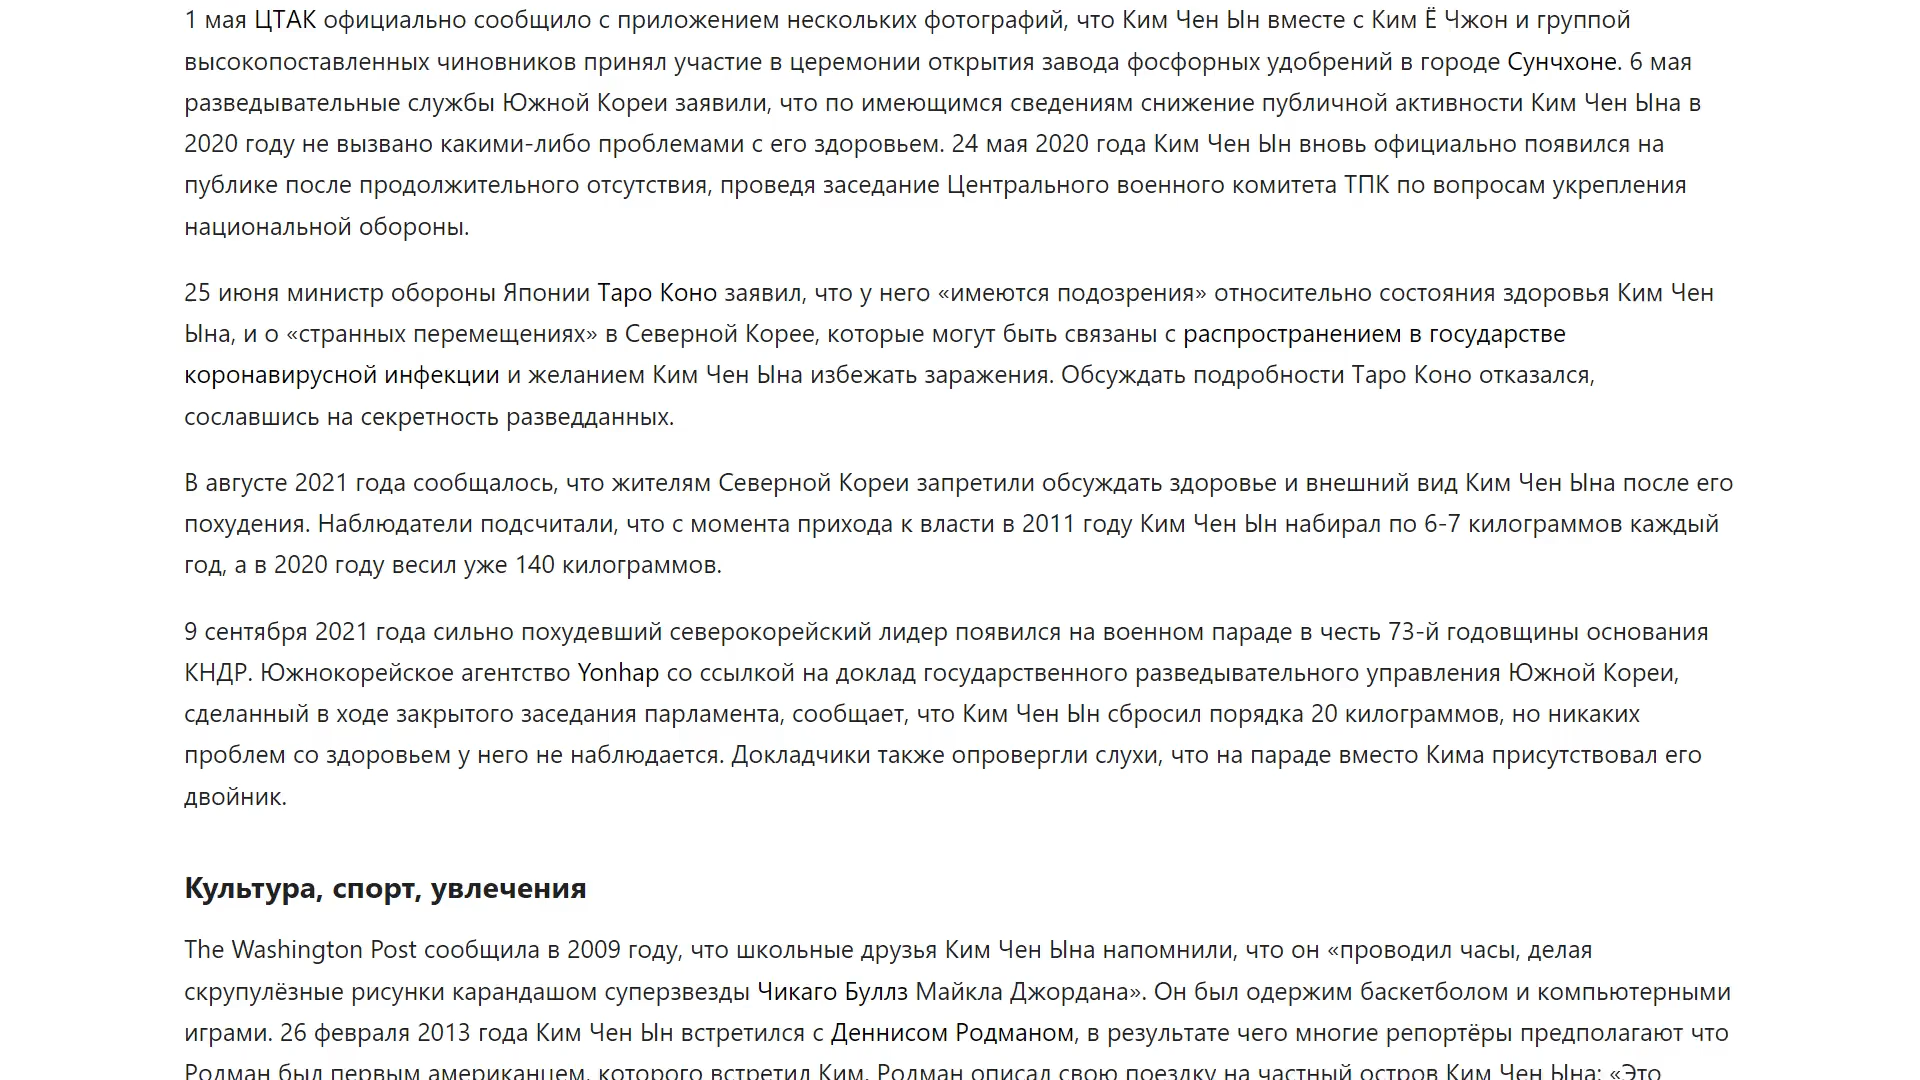 1 мая ЦТАК официально сообщило с приложением нескольких фотографий, что Ким Чен Ын вместе с Ким Ё Чжон и группой
высокопоставленных чиновников принял участие в церемонии открытия завода фосфорных удобрений в городе Сунчхоне. 6 мая
разведывательные службы Южной Кореи заявили, что по имеющимся сведениям снижение публичной активности Ким Чен Ына в
2020 году не вызвано какими-либо проблемами с его здоровьем. 24 мая 2020 года Ким Чен Ын вновь официально появился на
публике после продолжительного отсутствия, проведя заседание Центрального военного комитета ТПК по вопросам укрепления
национальной обороны.
25 июня министр обороны Японии Таро Коно заявил, что у него «имеются подозрения» относительно состояния здоровья Ким Чен
Ына, и о «странных перемещениях» в Северной Корее, которые могут быть связаны с распространением в государстве
коронавирусной инфекции и желанием Ким Чен Ына избежать заражения. Обсуждать подробности Таро Коно отказался,
сославшись на секретность разведданных.
В августе 2021 года сообщалось, что жителям Северной Кореи запретили обсуждать здоровье и внешний вид Ким Чен Ына после его
похудения. Наблюдатели подсчитали, что с момента прихода к власти в 2011 году Ким Чен Ын набирал по 6-7 килограммов каждый
год, а в 2020 году весил уже 140 килограммов.
9 сентября 2021 года сильно похудевший северокорейский лидер появился на военном параде в честь 73-й годовщины основания
КНДР. Южнокорейское агентство Yonhap со ссылкой на доклад государственного разведывательного управления Южной Кореи,
сделанный в ходе закрытого заседания парламента, сообщает, что Ким Чен Ын сбросил порядка 20 килограммов, но никаких
проблем со здоровьем у него не наблюдается. Докладчики также опровергли слухи, что на параде вместо Кима присутствовал его
двойник.
Культура, спорт, увлечения
The Washington Post сообщила в 2009 году, что школьные друзья Ким Чен Ына напомнили, что он «проводил часы, делая
скрупулёзные рисунки карандашом суперзвезды Чикаго Буллз Майкла Джордана». Он был одержим баскетболом и компьютерными
играми. 26 февраля 2013 года Ким Чен Ын встретился с Деннисом Родманом, в результате чего многие репортёры предполагают что
Родман был первым американцем, которого встретил Ким. Родман описал свою поездку на частный остров Ким Чен Ына: «Это